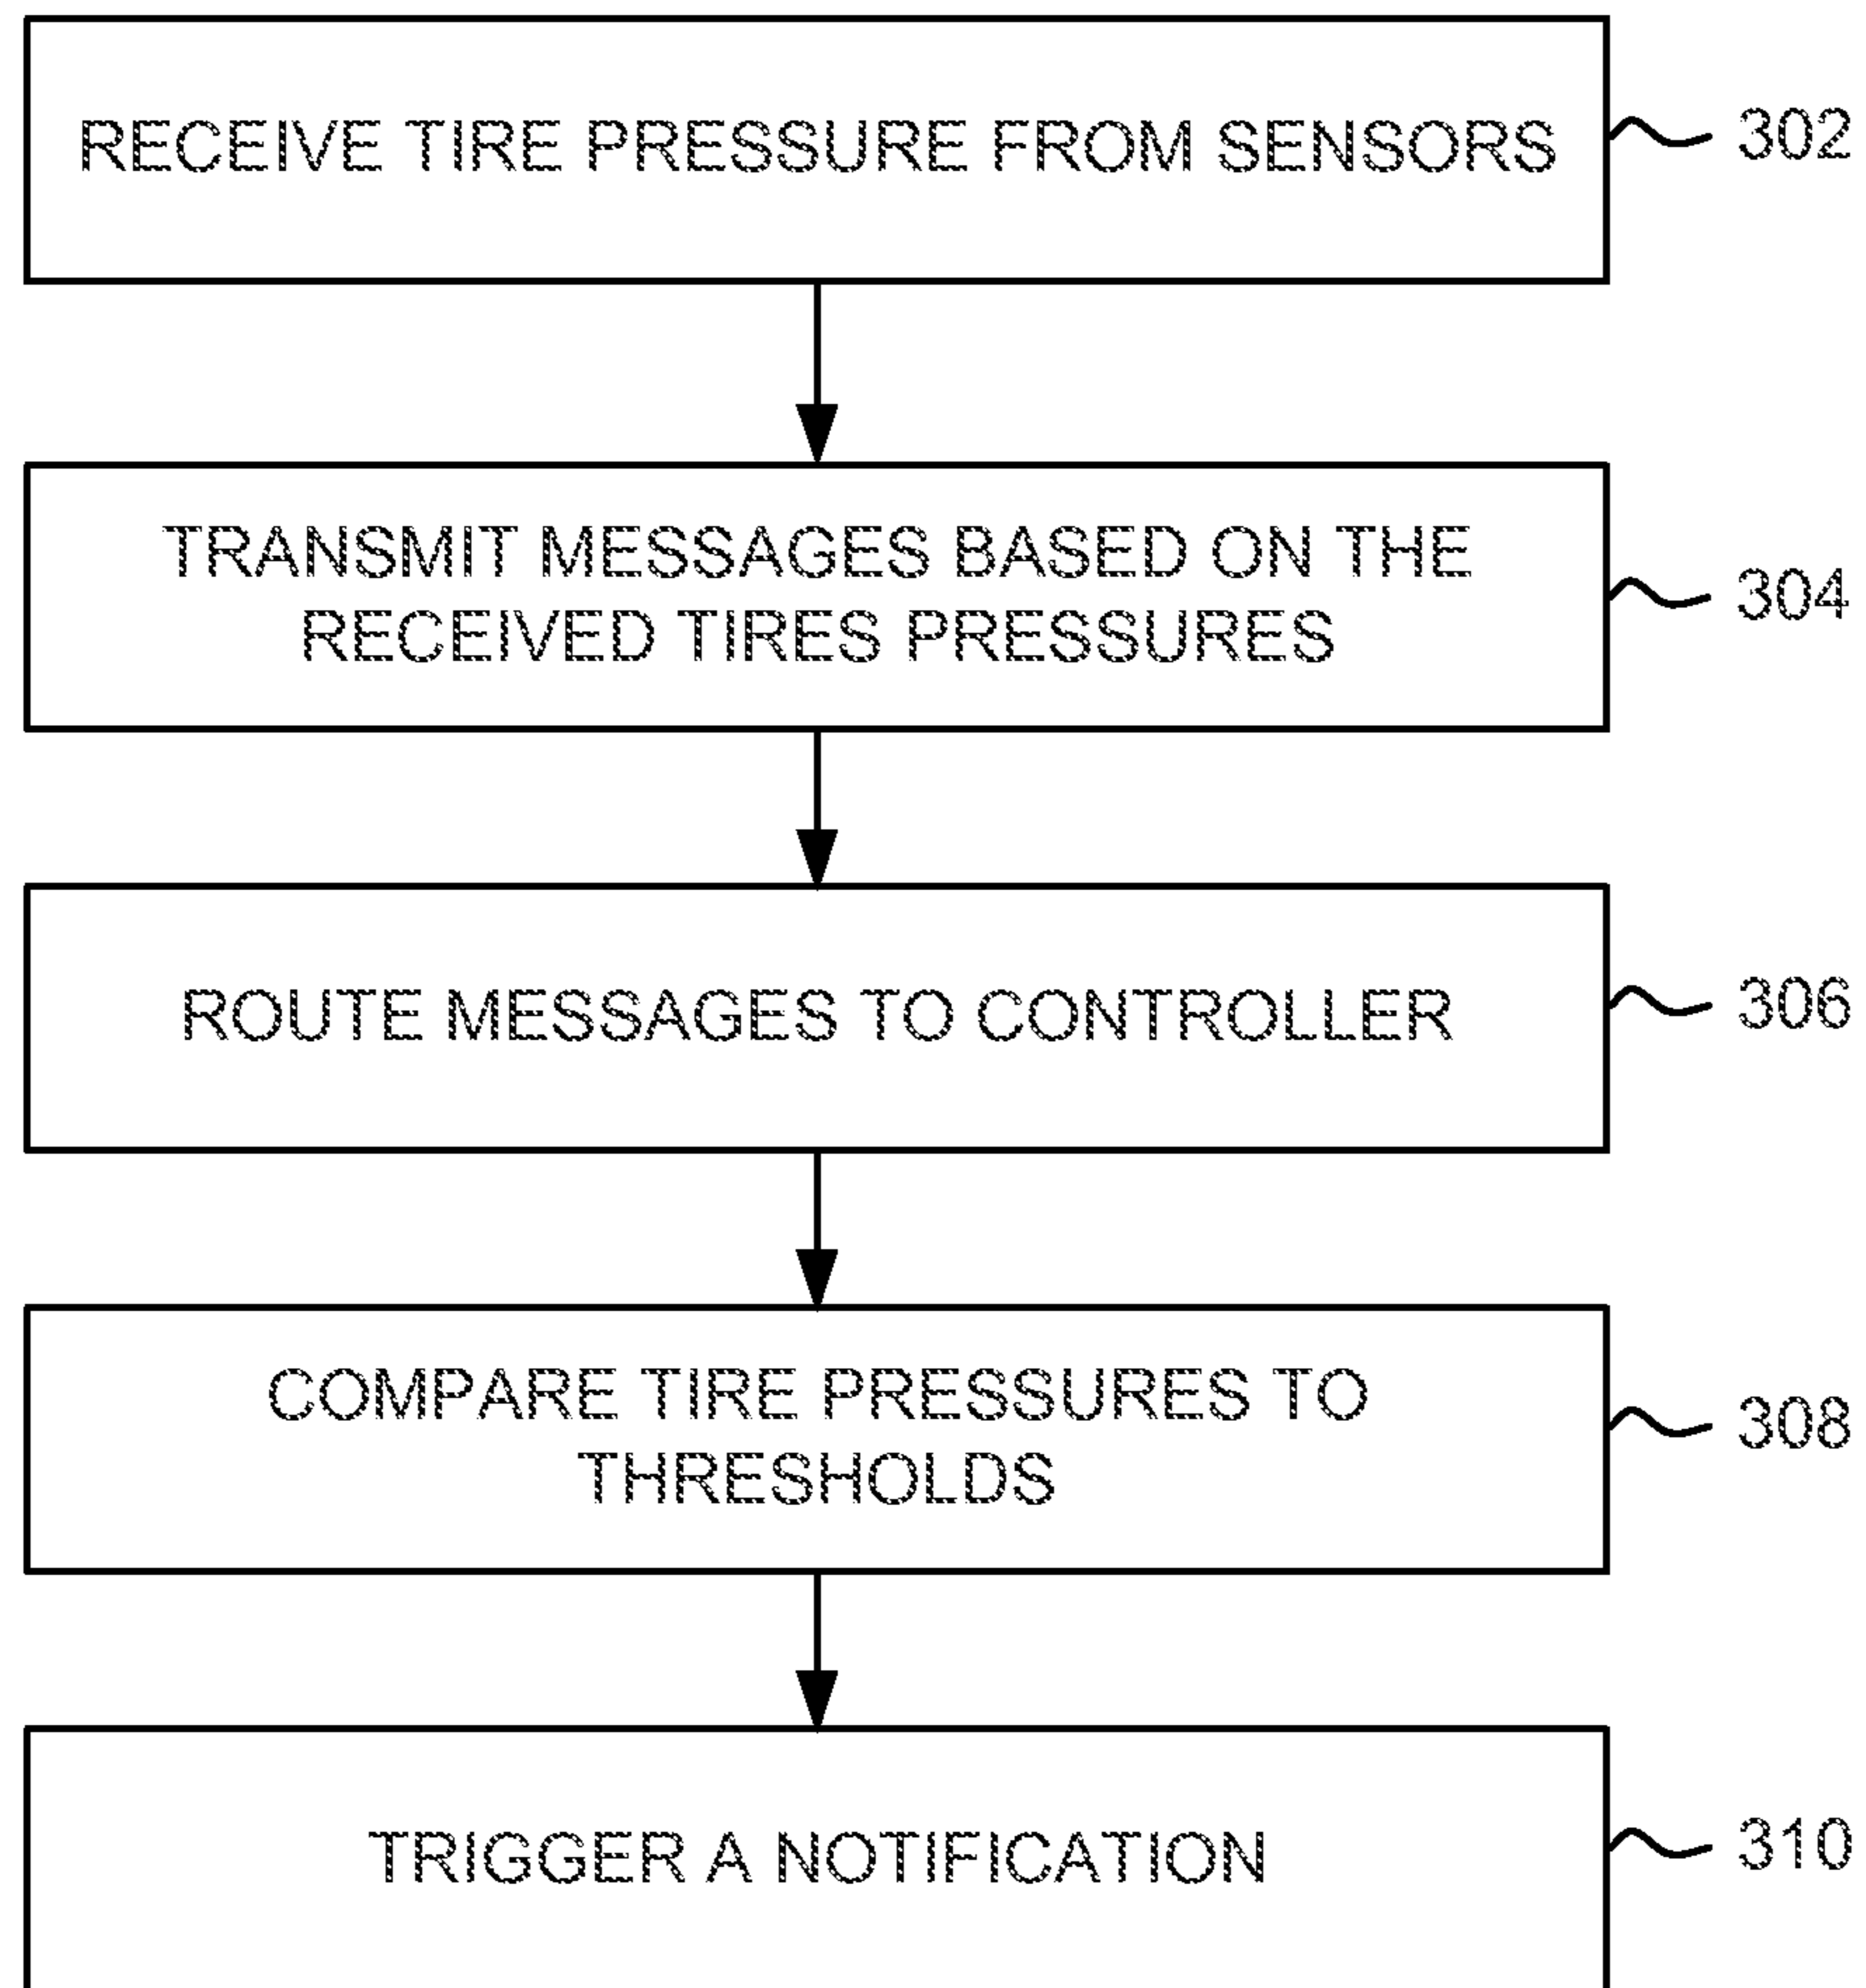 RECEIVE TIRE PRESSURE FROM SENSORS
302
TRANSMIT MESSAGES BASED ON THE
RECEIVED TIRES PRESSURES
304
ROUTE MESSAGES TO CONTROLLER
306
COMPARE TIRE PRESSURES TO
THRESHOLDS
308
TRIGGER A NOTIFICATION
310